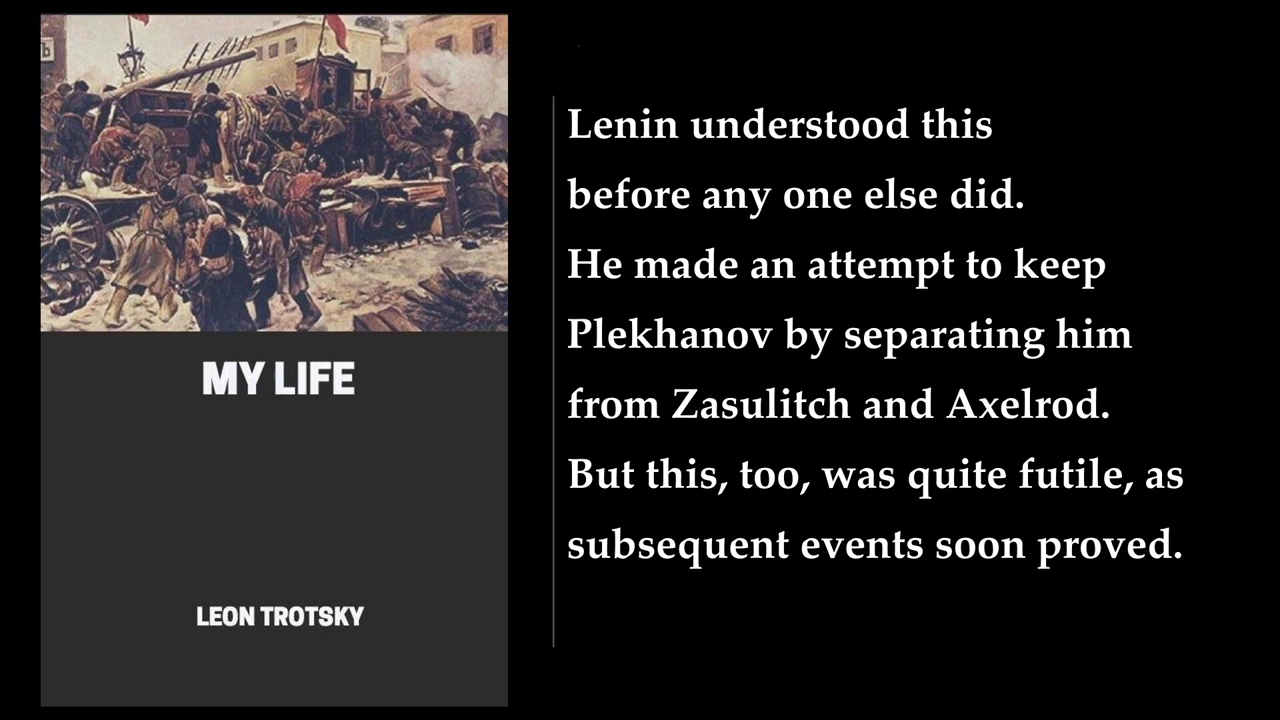 Ъ
MY LIFE
LEON TROTSKY
Lenin understood this
before any one else did.
He made an attempt to keep
Plekhanov by separating him
from Zasulitch and Axelrod.
But this, too, was quite futile, as
subsequent events soon proved.